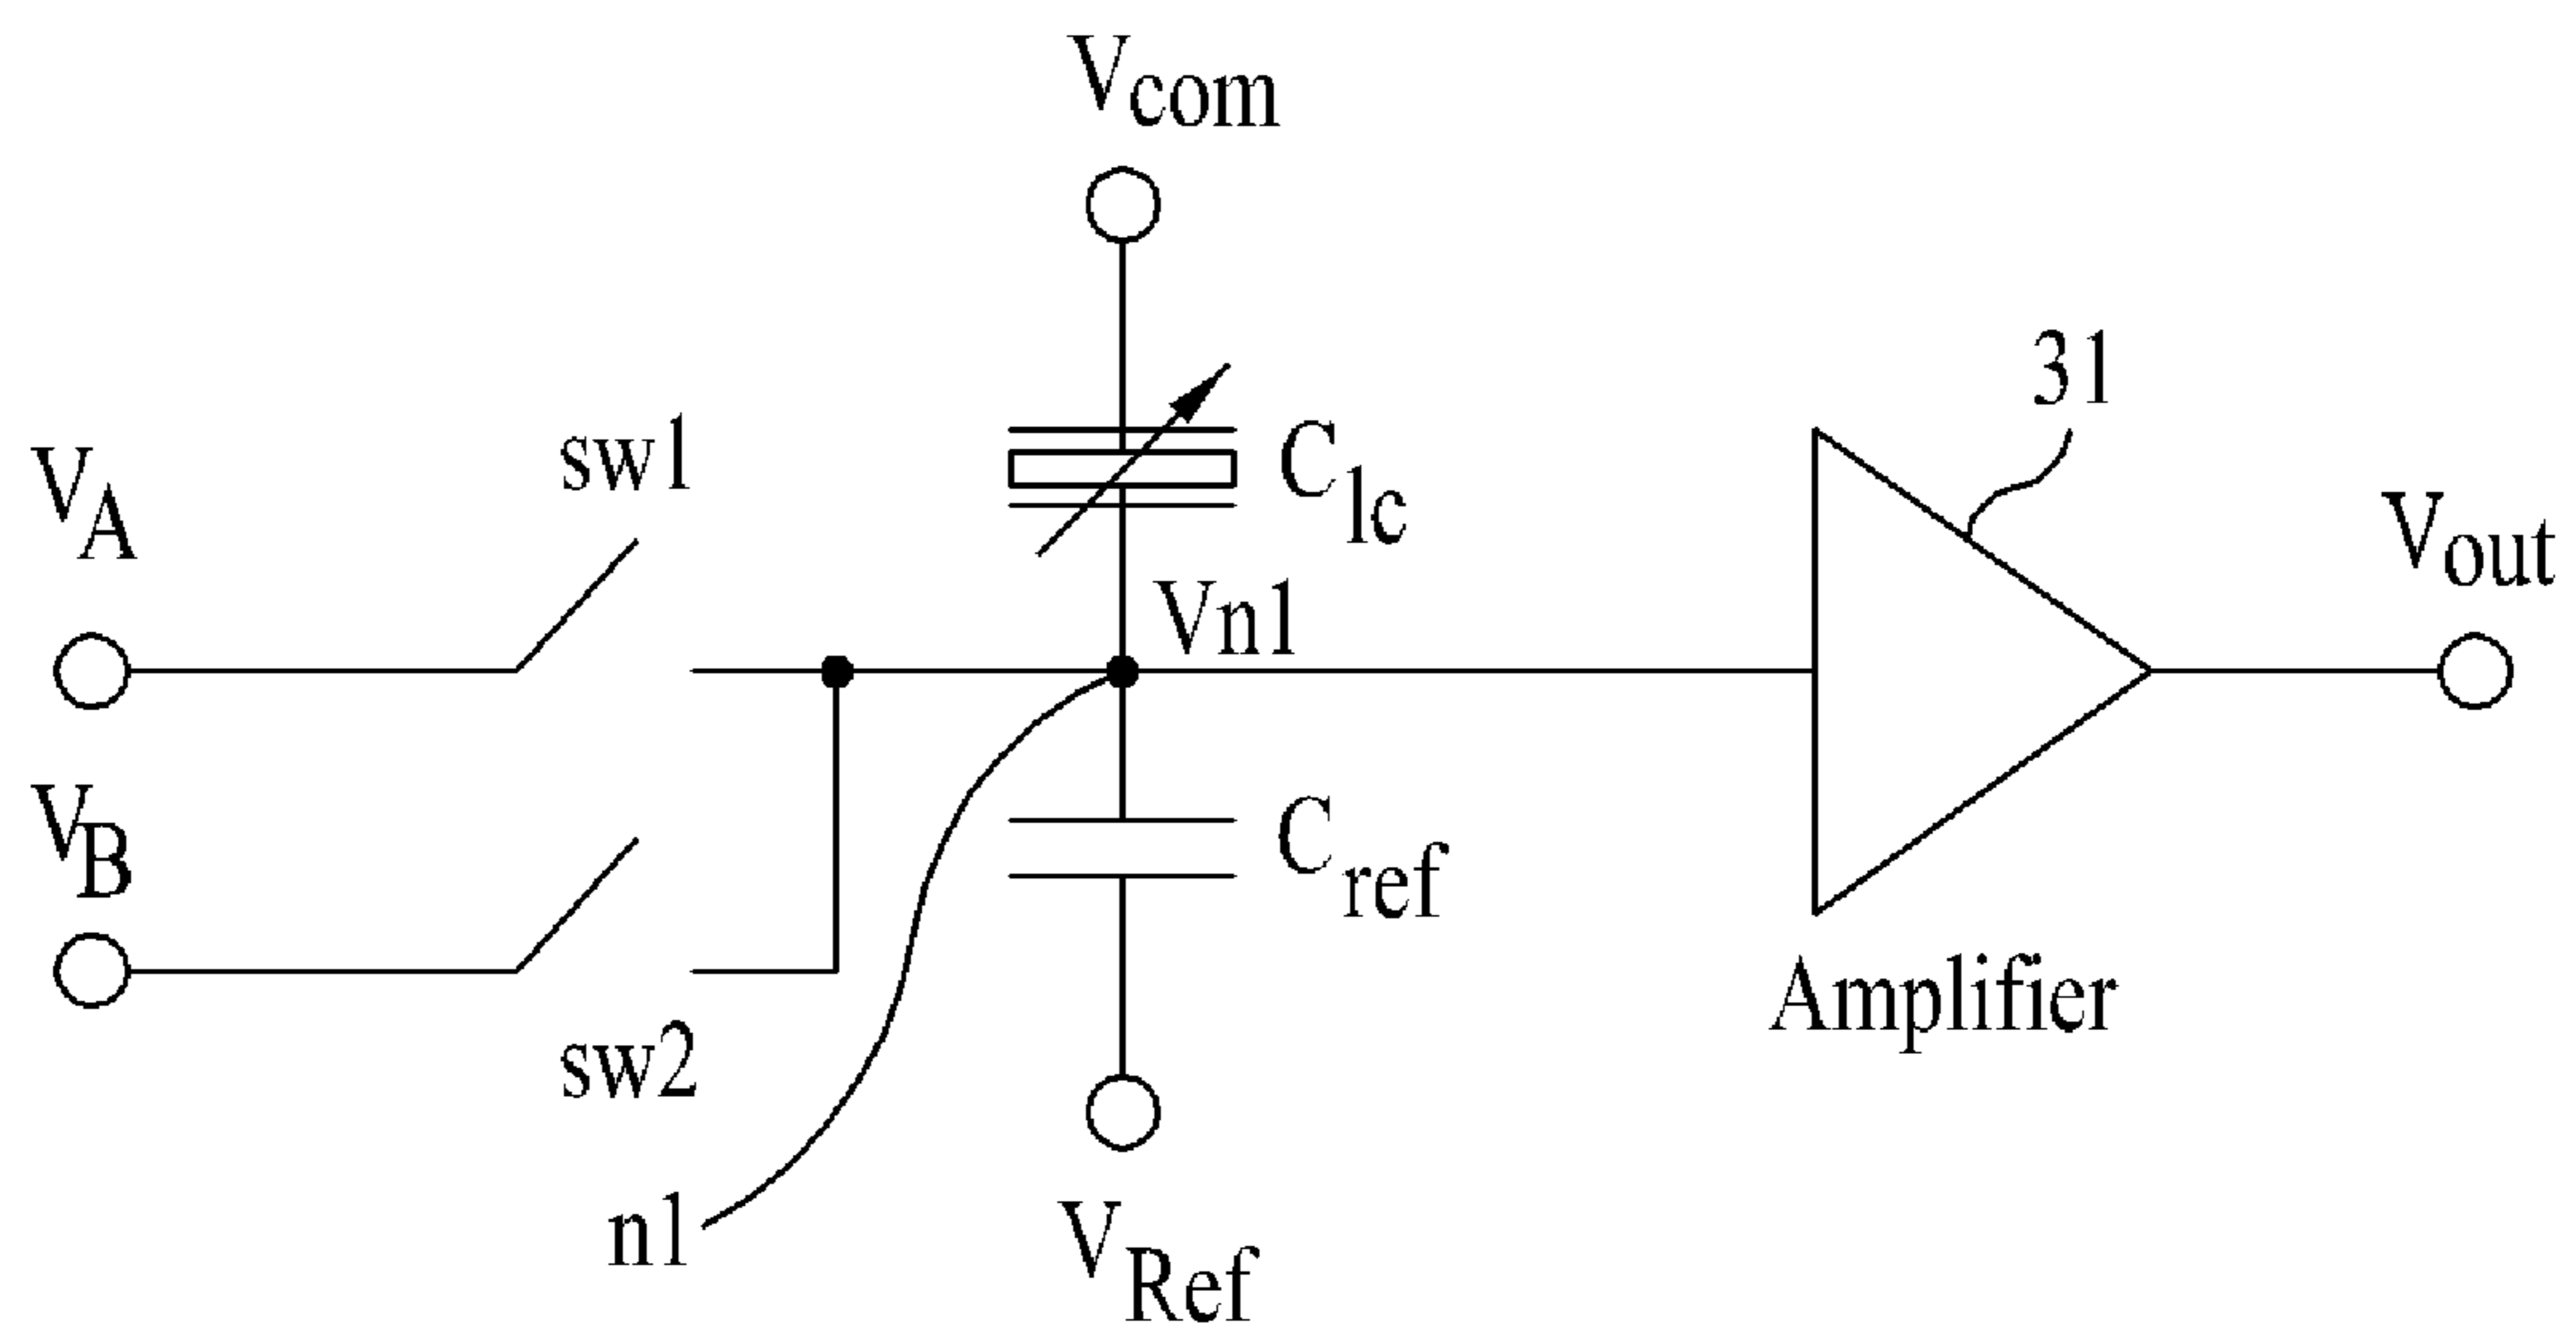 Vcom
31
sw1
VA
Clc
Vout
Vn1
VB
Cref
Amplifier
sw2
n1
VRef